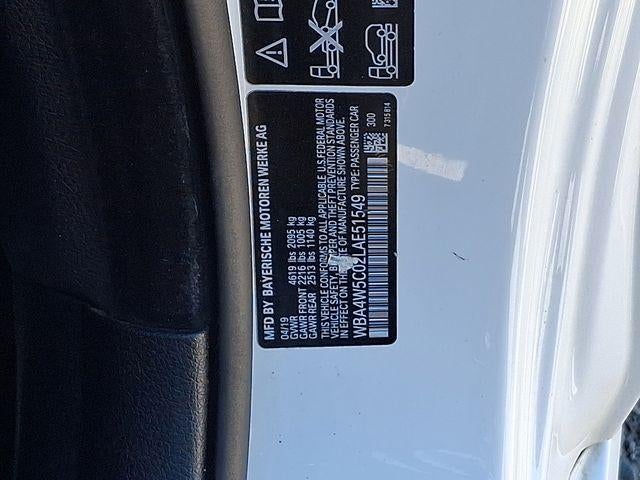 MFD BY BAYERISCHE MOTOREN WERKE AG
04/19
GVWR 4619 lbs 2095 kg
GAWR FRONT 2216 lbs 1005 kg
GAWR REAR 2513 lbs 1140 kg
THIS VEHICLE CONFORMS TO ALL APPLICABLE U.S. FEDERAL MOTOR
VEHICLE SAFETY, BUMPER AND THEFT PREVENTION STANDARDS
IN EFFECT ON THE DATE OF MANUFACTURE SHOWN ABOVE.
WBA4W5C02LAE51549 TYPE: PASSENGER CAR
300
7315814